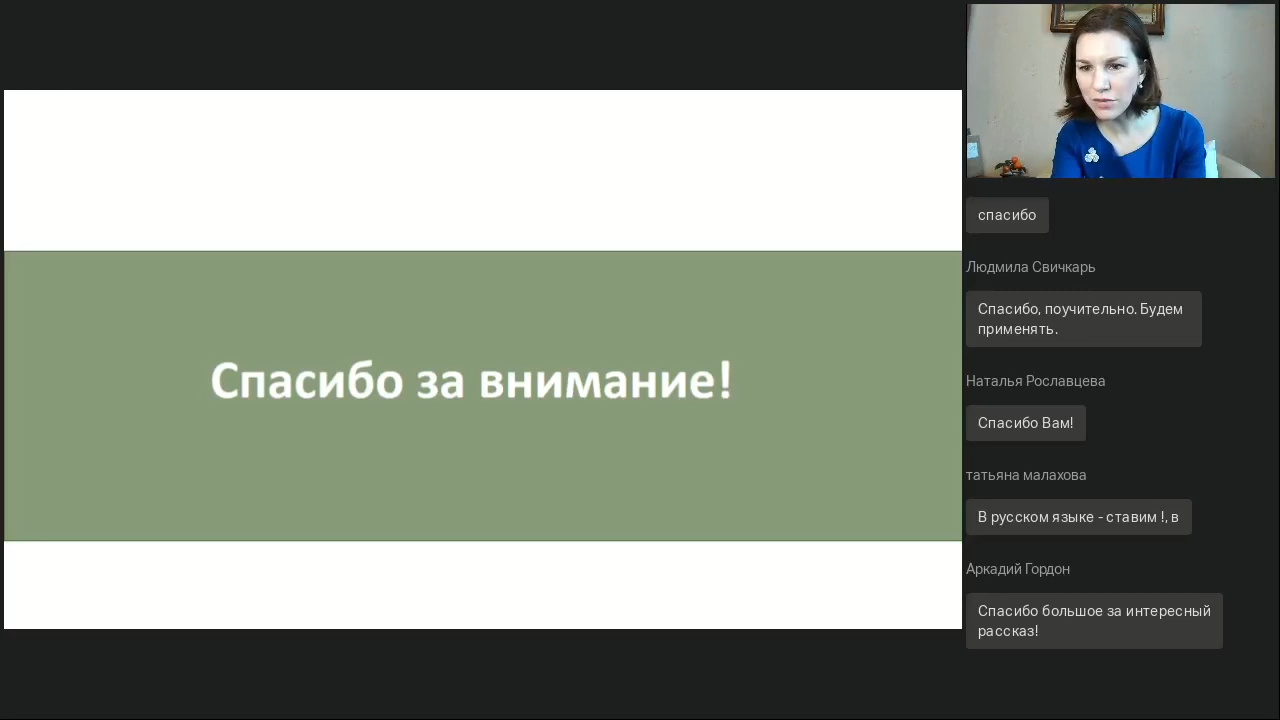 Спасибо за внимание!
спасибо
Людмила Свичкарь
Спасибо, поучительно. Будем
применять.
Наталья Рославцева
Спасибо Вам!
татьяна малахова
В русском языке - ставим !, в
Аркадий Гордон
Спасибо большое за интересный
рассказ!